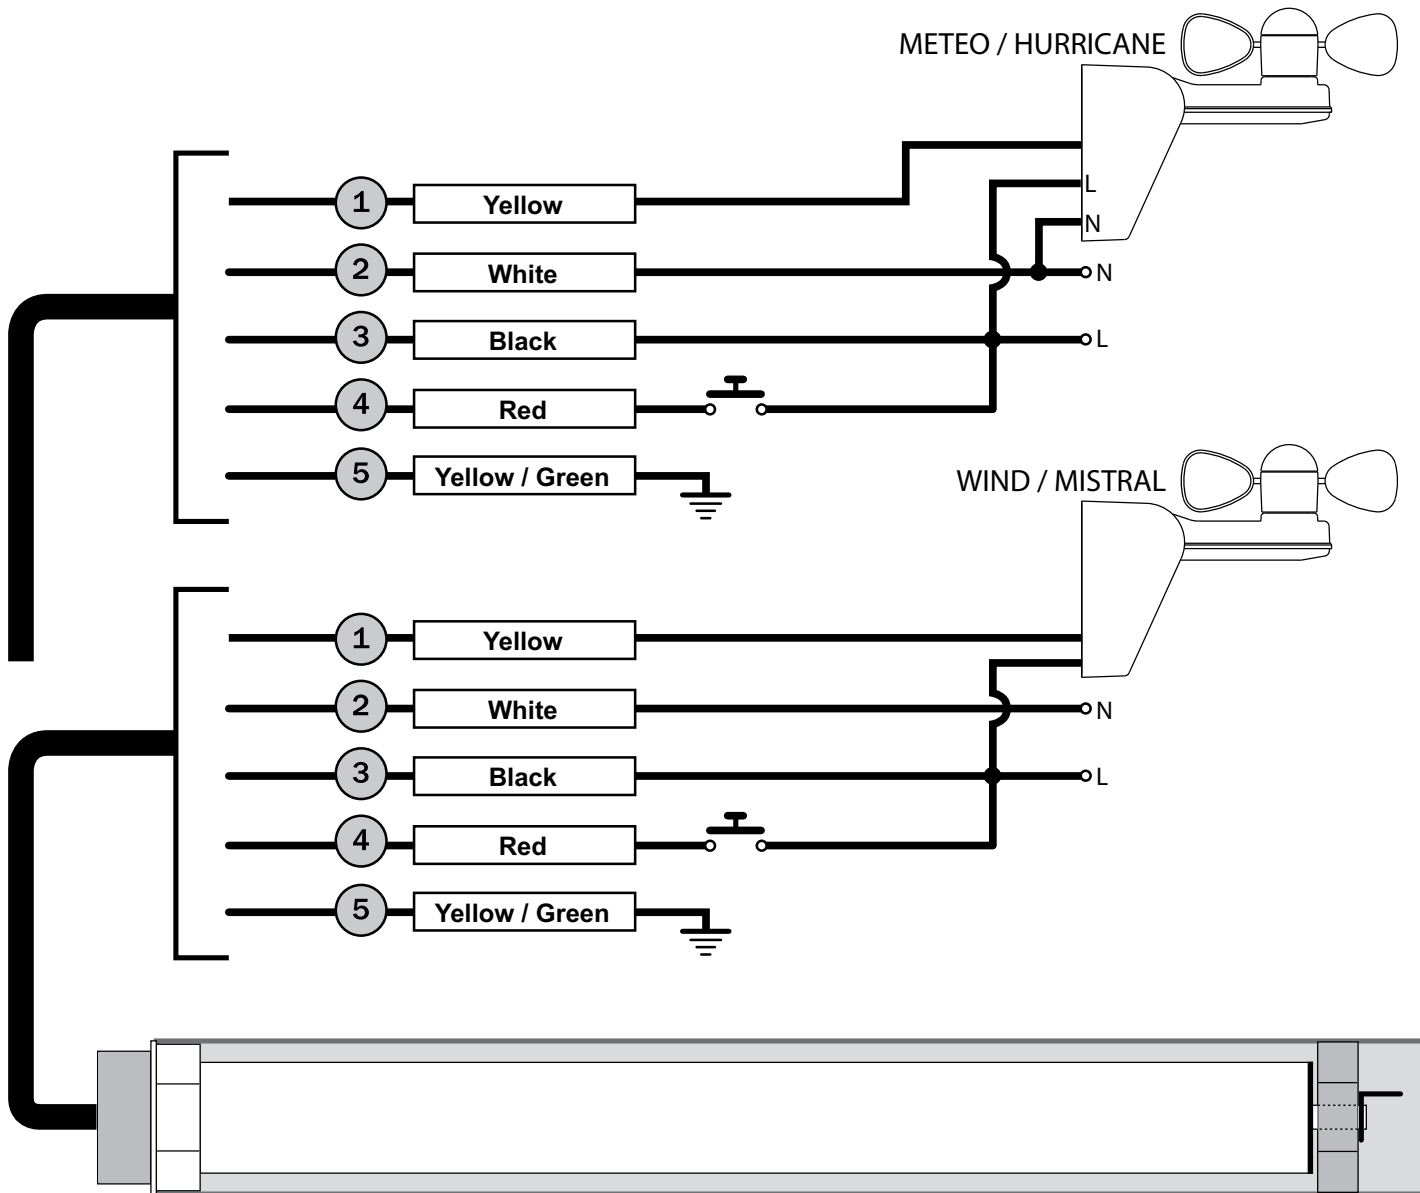 METEO / HURRICANE
1 Yellow
L
N
2 White N
3 Black L
4 Red
5 Yellow / Green
WIND / MISTRAL
1 Yellow
2 White N
3 Black L
4 Red
5 Yellow / Green